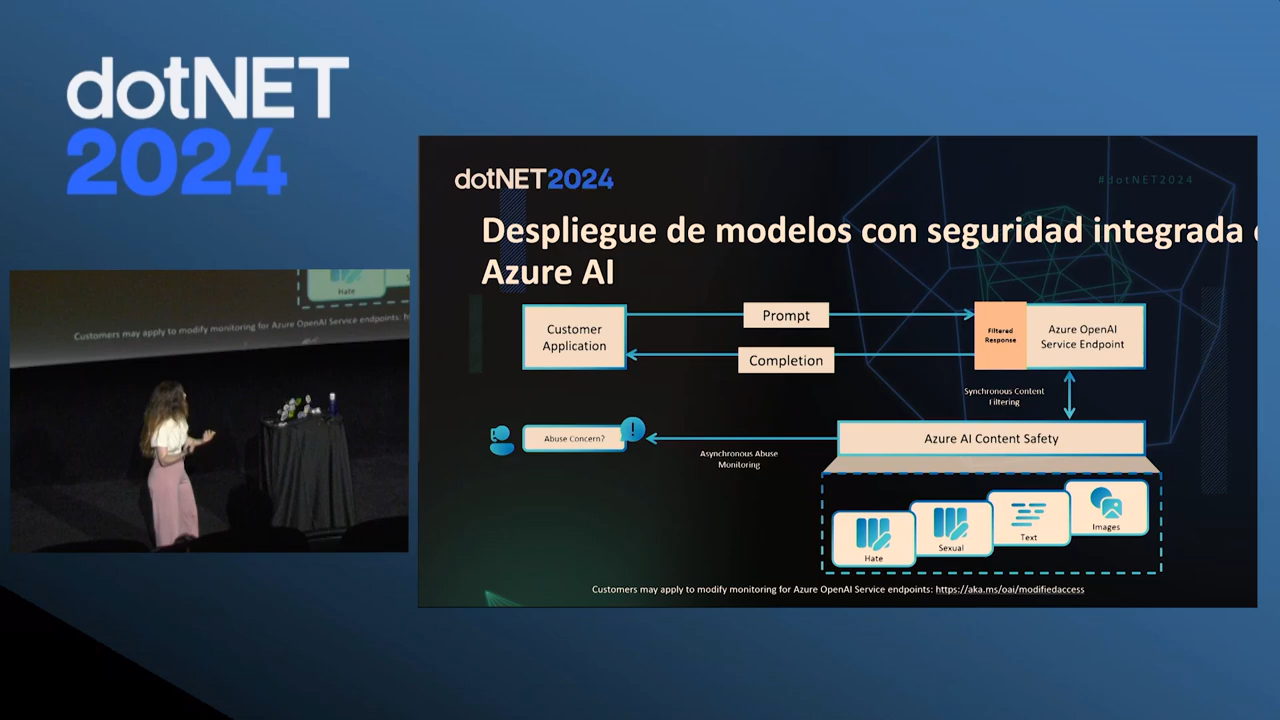 dotNET
2024
dotNET2024
#dotNET2024
Despliegue de modelos con seguridad integrada
Azure AI
Customer
Application
Prompt
Completion
Filtered
Response
Azure OpenAI
Service Endpoint
Synchronous Content
Filtering
Abuse Concern?
Asynchronous Abuse
Monitoring
Azure AI Content Safety
Hate
Sexual
Text
Images
Customers may apply to modify monitoring for Azure OpenAI Service endpoints: https://aka.ms/oai/modifiedaccess
Hate
Customers may apply to modify monitoring for Azure OpenAI Service endpoints: